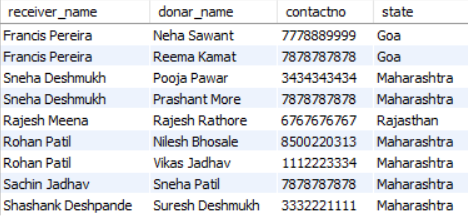 receiver_name donar_name contactno state
Francis Pereira Neha Sawant 7778889999 Goa
Francis Pereira Reema Kamat 7878787878 Goa
Sneha Deshmukh Pooja Pawar 3434343434 Maharashtra
Sneha Deshmukh Prashant More 7878787878 Maharashtra
Rajesh Meena Rajesh Rathore 6767676767 Rajasthan
Rohan Patil Nilesh Bhosale 8500220313 Maharashtra
Rohan Patil Vikas Jadhav 1112223334 Maharashtra
Sachin Jadhav Sneha Patil 7878787878 Maharashtra
Shashank Deshpande Suresh Deshmukh 3332221111 Maharashtra